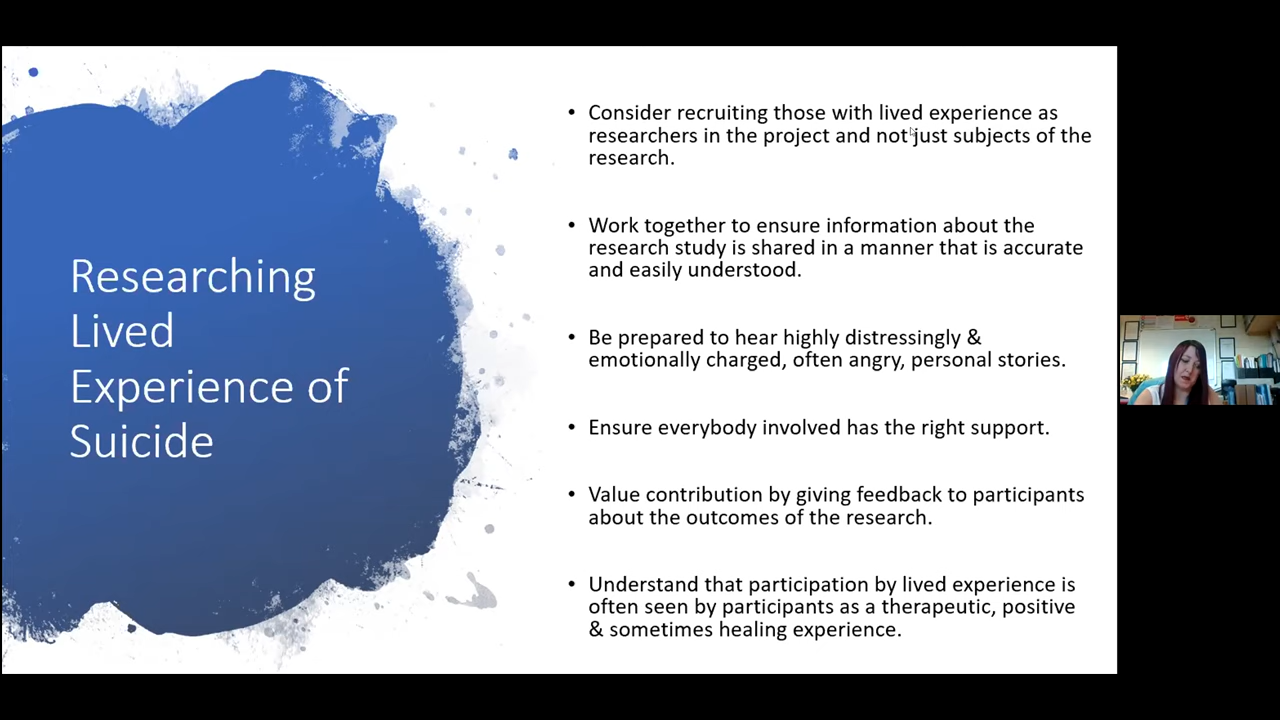 Researching
Lived
Experience of
Suicide
• Consider recruiting those with lived experience as
researchers in the project and not just subjects of the
research.
• Work together to ensure information about the
research study is shared in a manner that is accurate
and easily understood.
• Be prepared to hear highly distressingly &
emotionally charged, often angry, personal stories.
• Ensure everybody involved has the right support.
• Value contribution by giving feedback to participants
about the outcomes of the research.
• Understand that participation by lived experience is
often seen by participants as a therapeutic, positive
& sometimes healing experience.